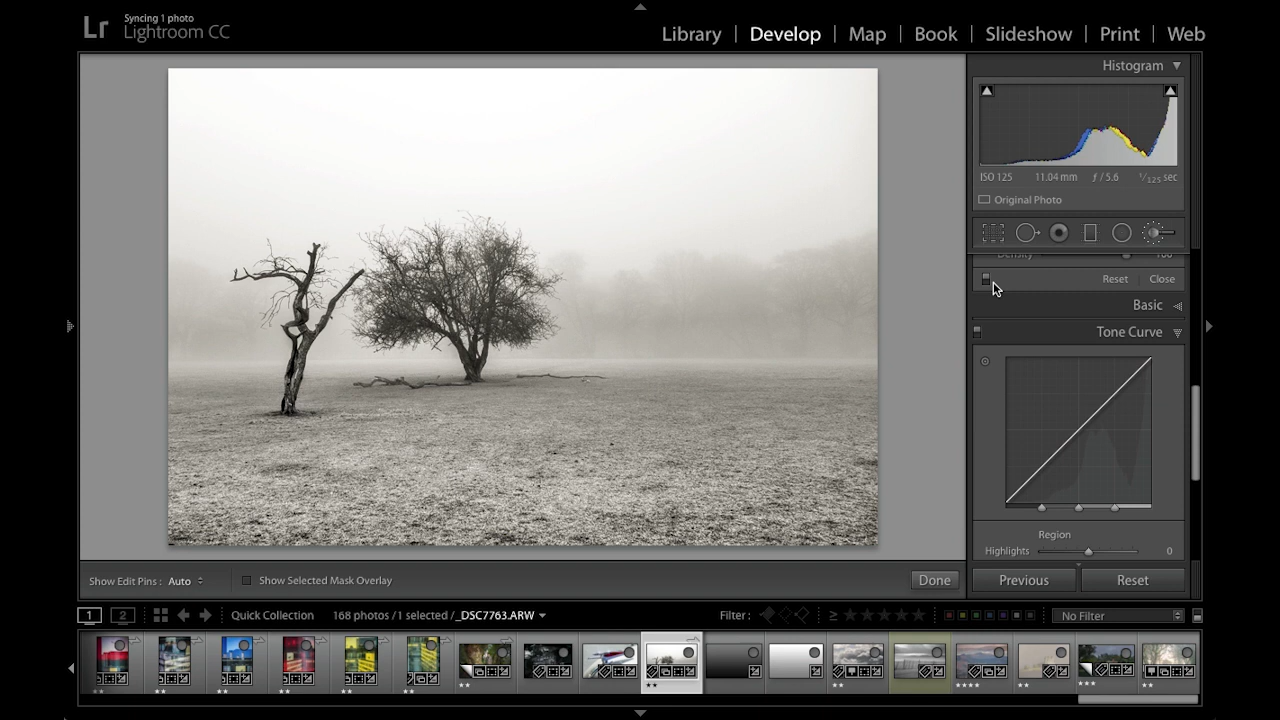 Lr
Syncing 1 photo
Lightroom CC
Library | Develop | Map | Book | Slideshow | Print | Web
Histogram
ISO 125 11.04 mm ƒ / 5.6 1/125 sec
Original Photo
Density 100
Reset | Close
Basic
Tone Curve
Region
Highlights 0
Show Edit Pins : Auto
Show Selected Mask Overlay
Done
Previous
Reset
1 2
Quick Collection
168 photos / 1 selected / _DSC7763.ARW
Filter :
≥
No Filter